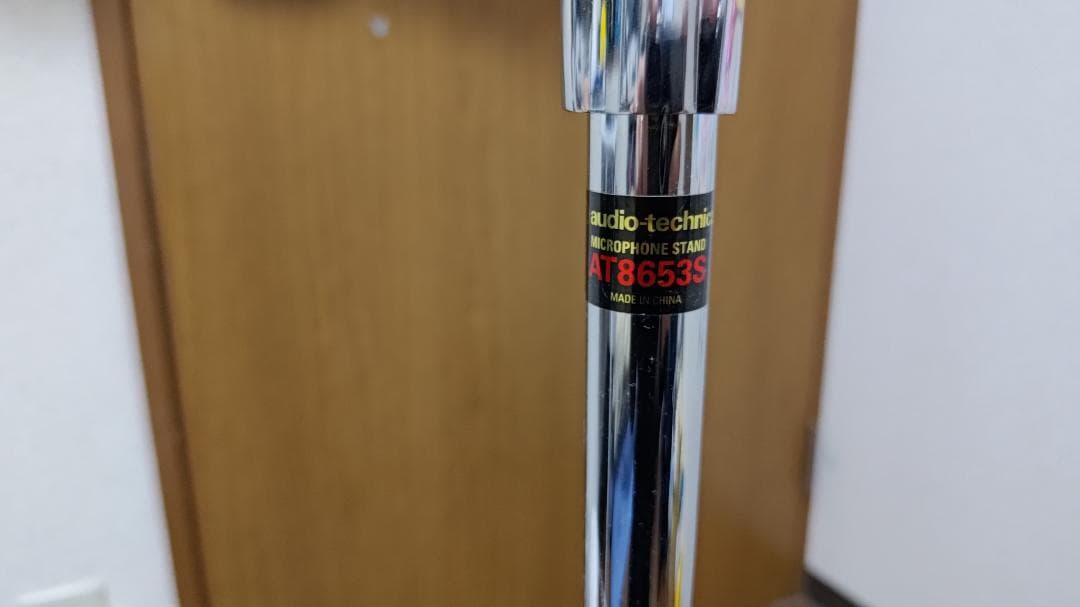 audio-technic
MICROPHONE STAND
AT8653S
MADE IN CHINA